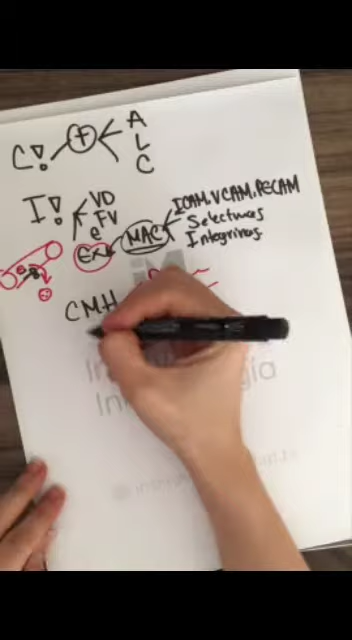 C: + A
L
C
I: VD
FV
e
Ex MAC ICAM.VCAM.PECAM
Selectinas
Integrinas
CMH